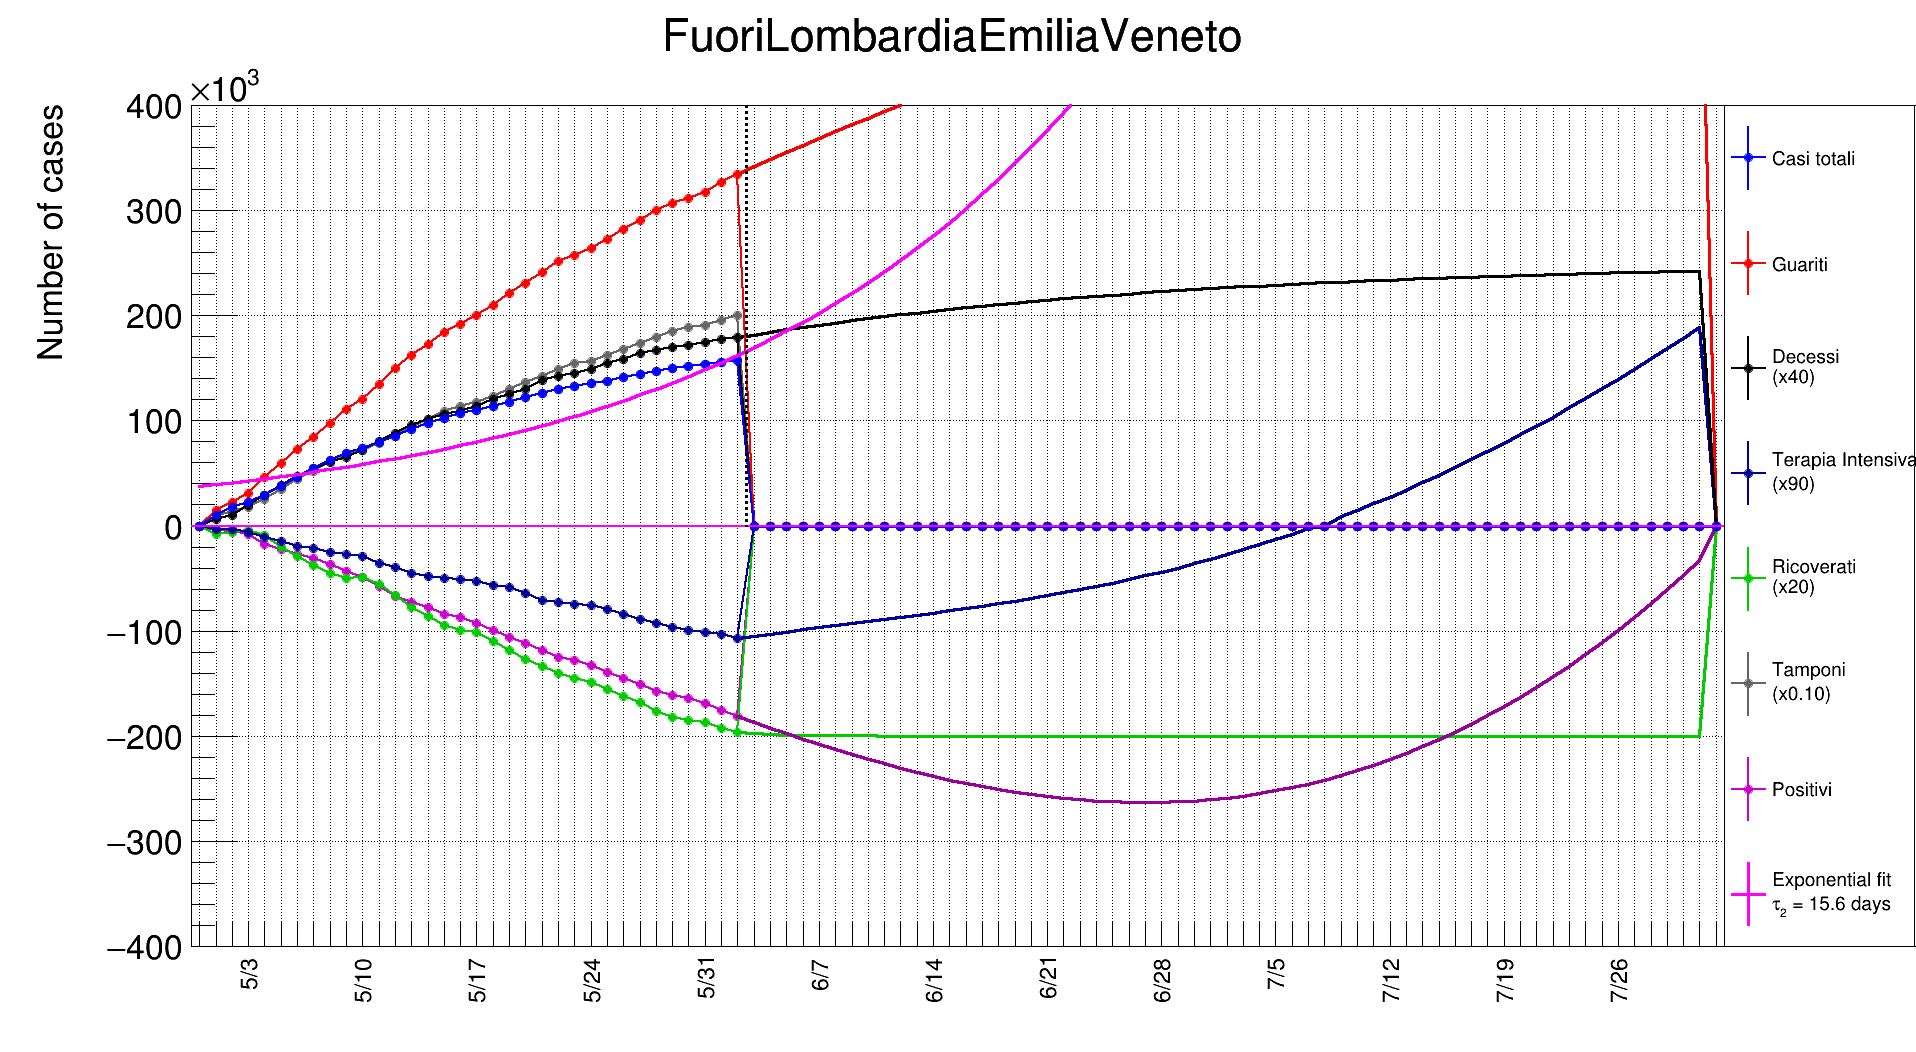 FuoriLombardiaEmiliaVeneto
×10³
Number of cases
400
300
200
100
0
−100
−200
−300
−400
5/3
5/10
5/17
5/24
5/31
6/7
6/14
6/21
6/28
7/5
7/12
7/19
7/26
Casi totali
Guariti
Decessi
(x40)
Terapia Intensiva
(x90)
Ricoverati
(x20)
Tamponi
(x0.10)
Positivi
Exponential fit
τ₂ = 15.6 days